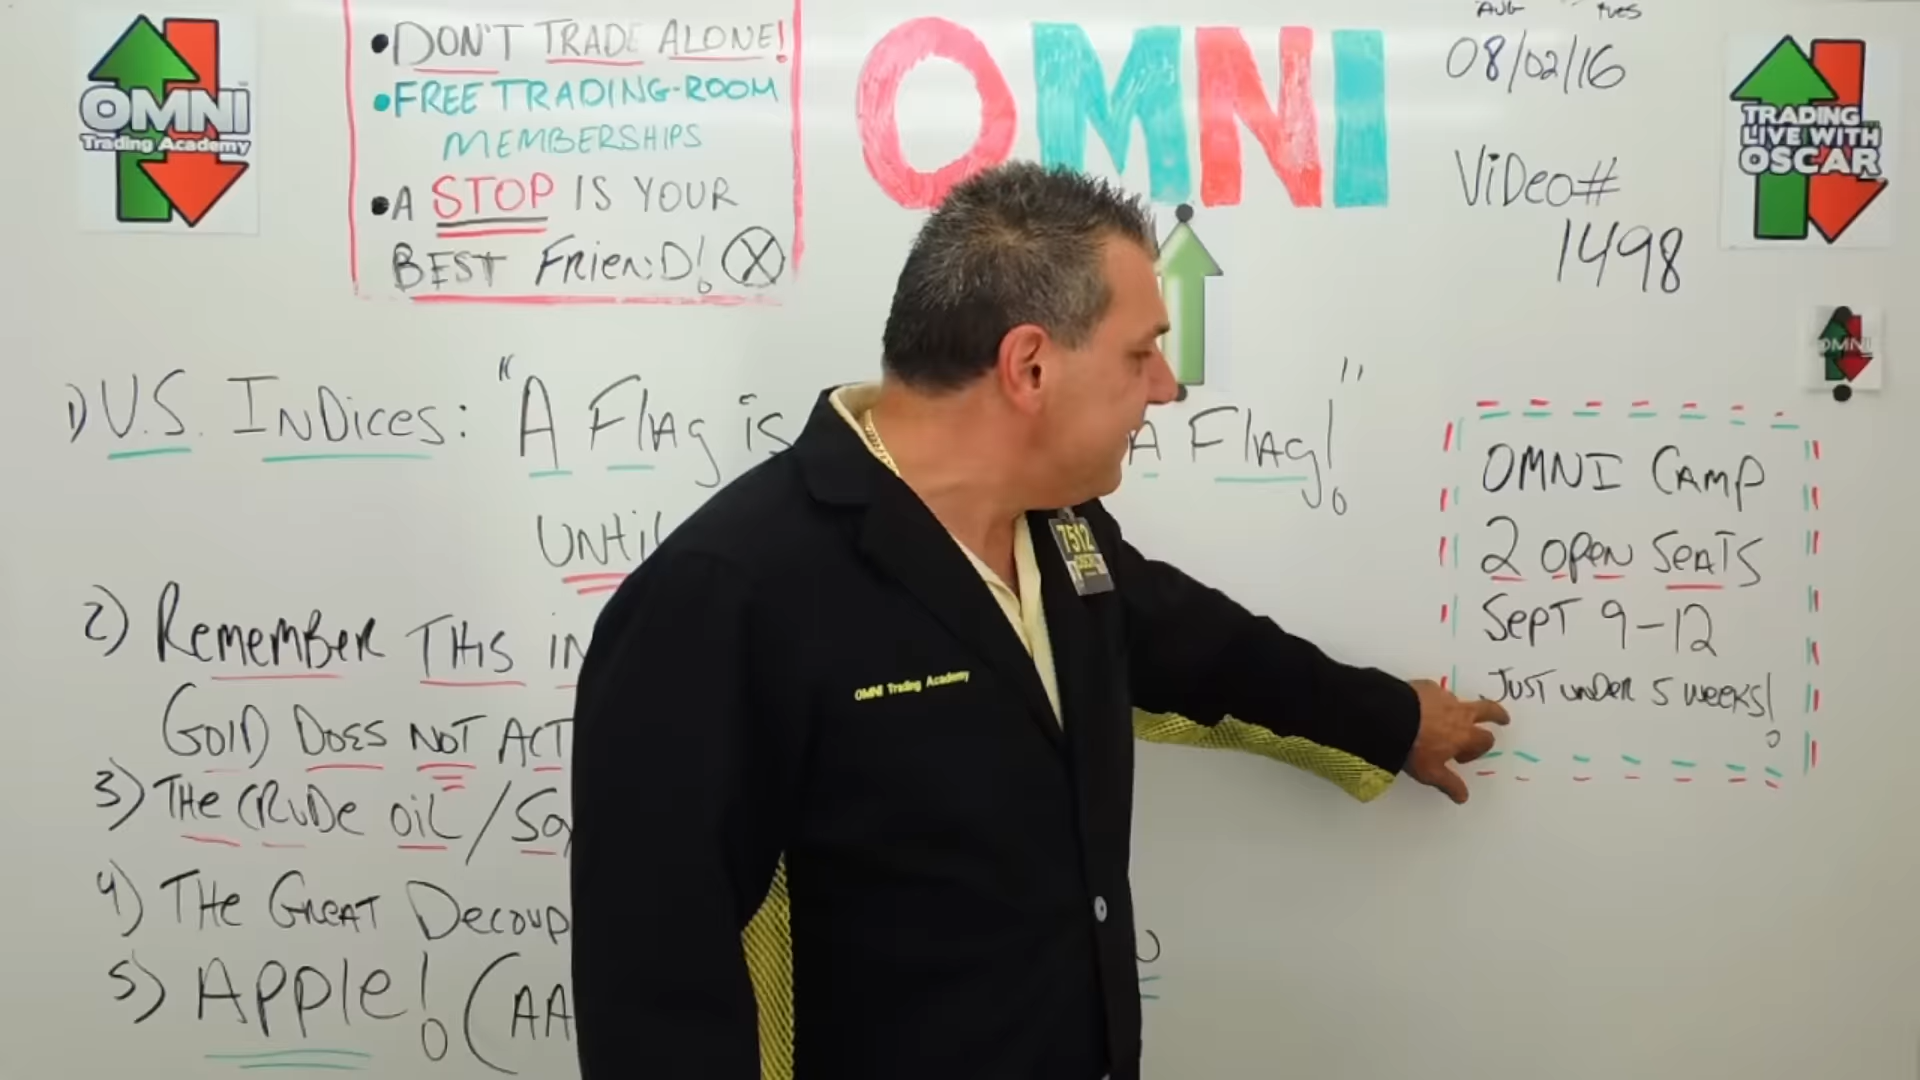 OMNI
Trading Academy
•DON'T TRADE ALONE!
•FREE TRADING-ROOM
MEMBERSHIPS
•A STOP IS YOUR
BEST FRIEND!
OMNI
AUG TUES
08/02/16
VIDEO#
1498
TRADING
LIVE WITH
OSCAR
OMNI
1) U.S. INDICES: "A FLAG IS A FLAG!"
UNTIL
2) REMEMBER THIS IN
GOLD DOES NOT ACT
3) THE CRUDE OIL/
4) THE GREAT
5) APPLE! (
OMNI CAMP
2 OPEN SEATS
SEPT 9-12
JUST UNDER 5 WEEKS!
7512
OMNI Trading Academy